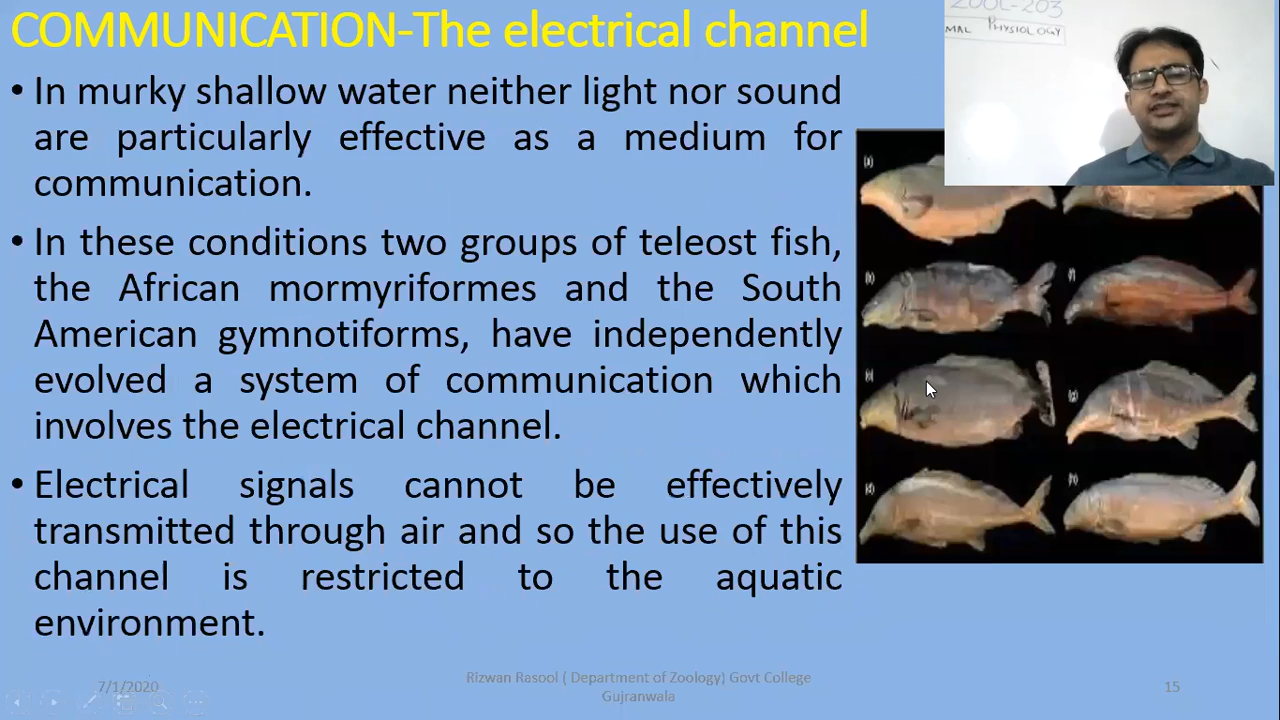 COMMUNICATION-The electrical channel
ZOOL-203
MAL PHYSIOLOGY
• In murky shallow water neither light nor sound
are particularly effective as a medium for
communication.
• In these conditions two groups of teleost fish,
the African mormyriformes and the South
American gymnotiforms, have independently
evolved a system of communication which
involves the electrical channel.
• Electrical signals cannot be effectively
transmitted through air and so the use of this
channel is restricted to the aquatic
environment.
(a)
(b)
(f)
(g)
(d)
(h)
7/1/2020
Rizwan Rasool ( Department of Zoology) Govt College
Gujranwala
15